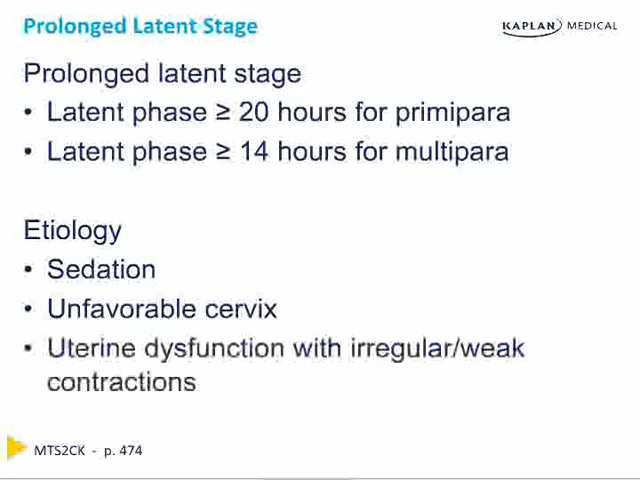 Prolonged Latent Stage
KAPLAN MEDICAL
Prolonged latent stage
• Latent phase ≥ 20 hours for primipara
• Latent phase ≥ 14 hours for multipara
Etiology
• Sedation
• Unfavorable cervix
• Uterine dysfunction with irregular/weak
contractions
MTS2CK - p. 474